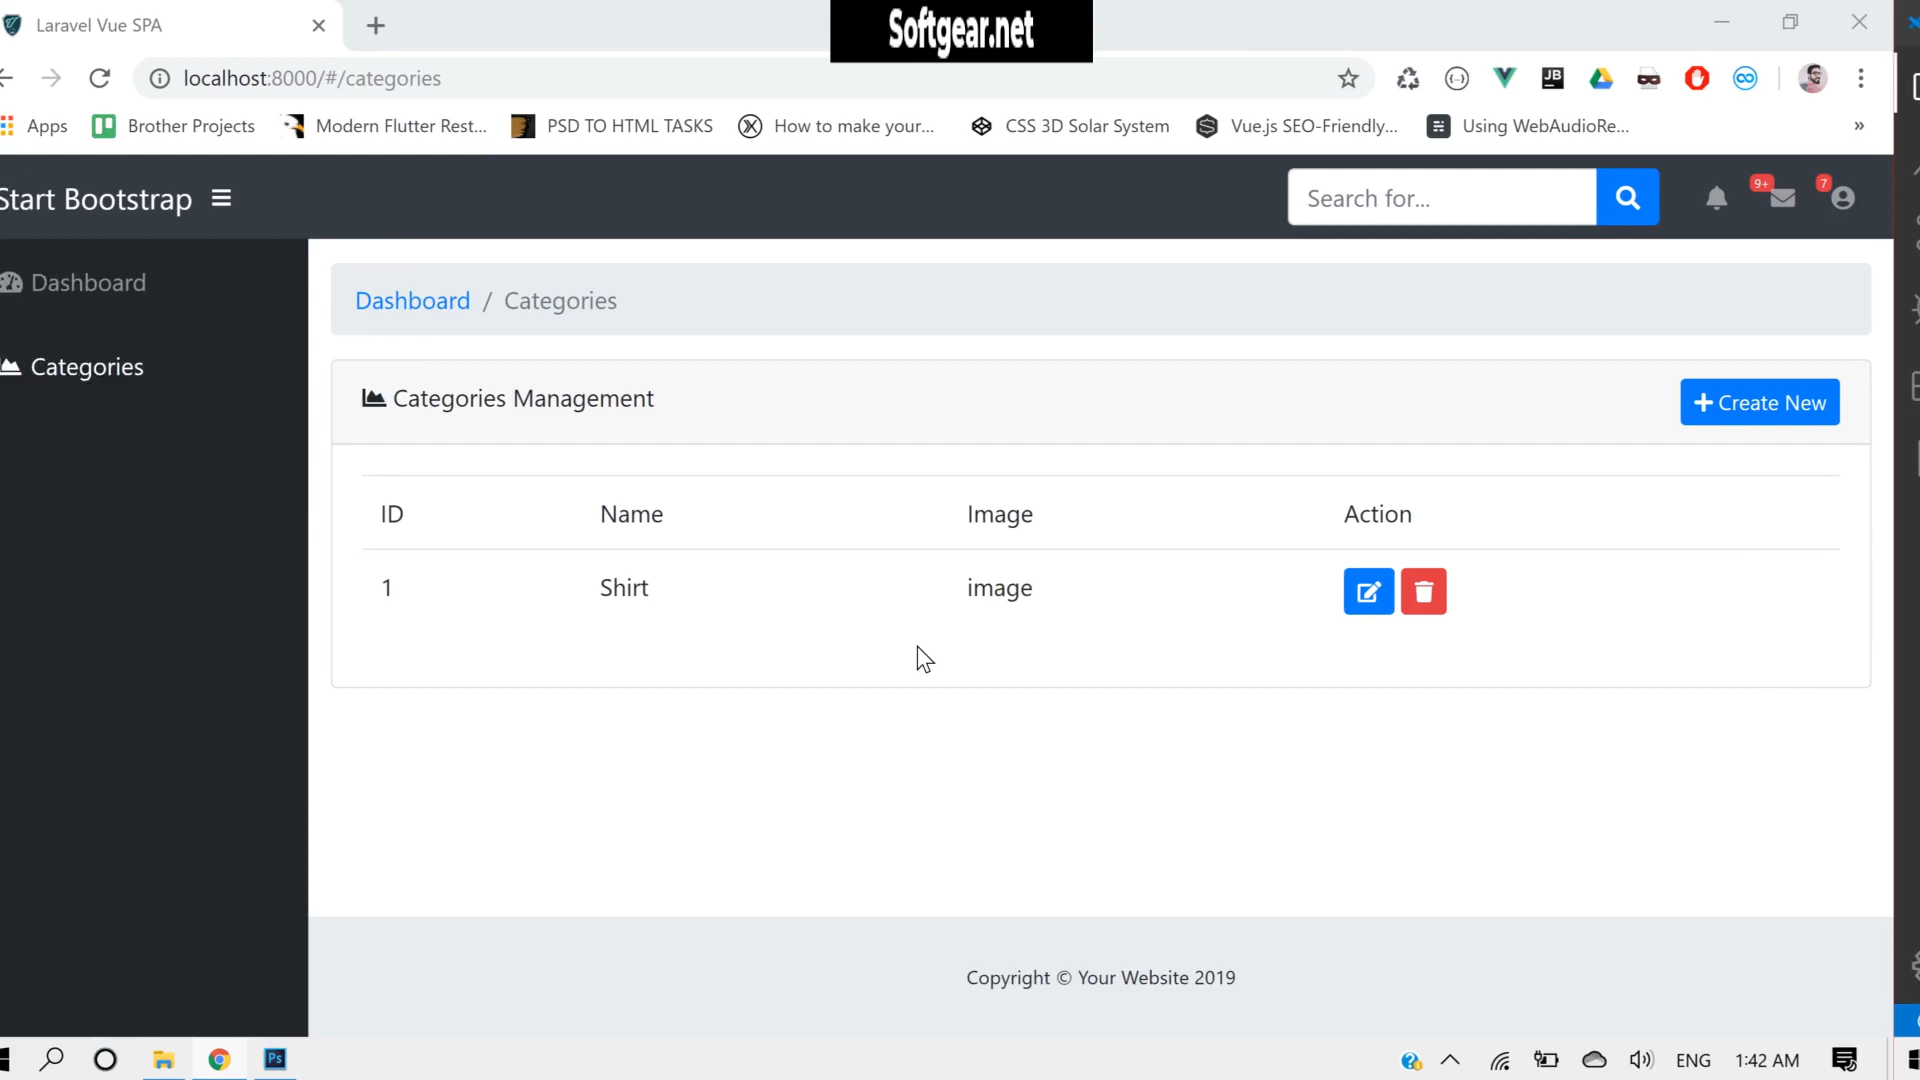 Laravel Vue SPA
Softgear.net
localhost:8000/#/categories
JB
Apps
Brother Projects
Modern Flutter Rest...
PSD TO HTML TASKS
How to make your...
CSS 3D Solar System
Vue.js SEO-Friendly...
Using WebAudioRe...
»
Start Bootstrap
Search for...
9+
7
Dashboard
Categories
Dashboard / Categories
Categories Management
Create New
ID Name Image Action
1 Shirt image
Copyright © Your Website 2019
Ps
ENG
1:42 AM